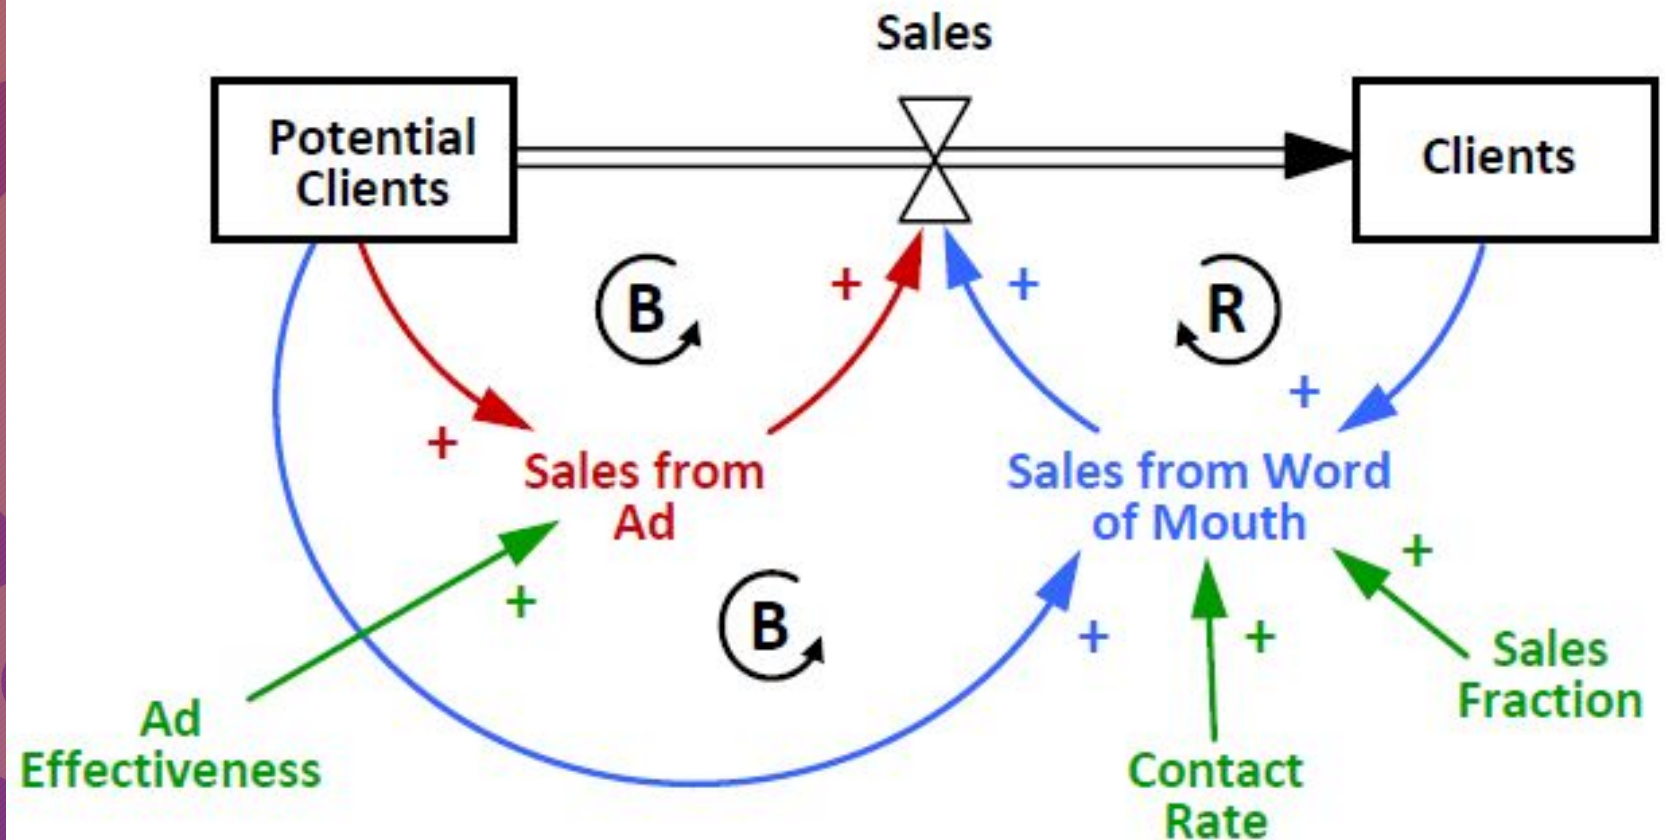 Sales
Potential
Clients
Clients
B
+
+
R
+
+
Sales from
Ad
Sales from Word
of Mouth
+
+
B
+
+
Sales
Fraction
Ad
Effectiveness
Contact
Rate